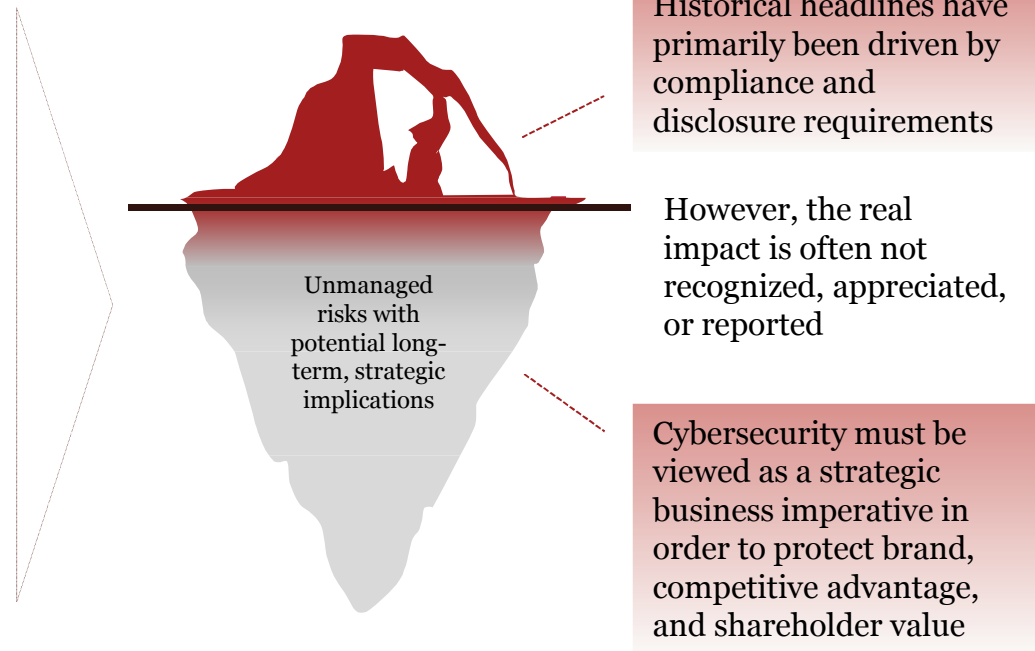 Historical headlines have
primarily been driven by
compliance and
disclosure requirements
However, the real
impact is often not
recognized, appreciated,
or reported
Unmanaged
risks with
potential long-
term, strategic
implications
Cybersecurity must be
viewed as a strategic
business imperative in
order to protect brand,
competitive advantage,
and shareholder value